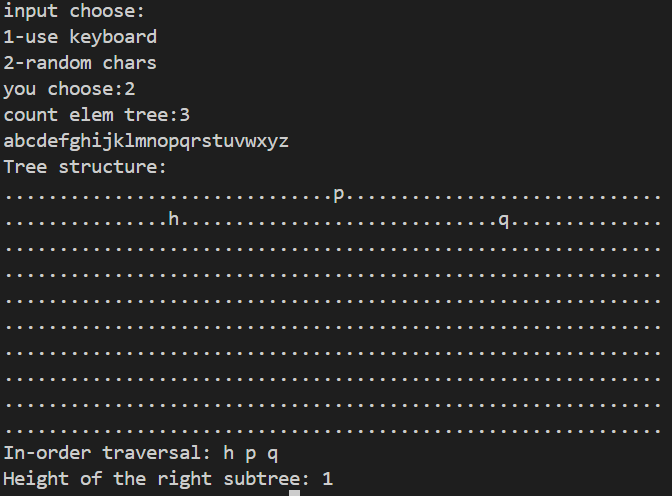 input choose:
1-use keyboard
2-random chars
you choose:2
count elem tree:3
abcdefghijklmnopqrstuvwxyz
Tree structure:
..............................p.............................
...............h.............................q..............
............................................................
............................................................
............................................................
............................................................
............................................................
............................................................
............................................................
............................................................
In-order traversal: h p q
Height of the right subtree: 1